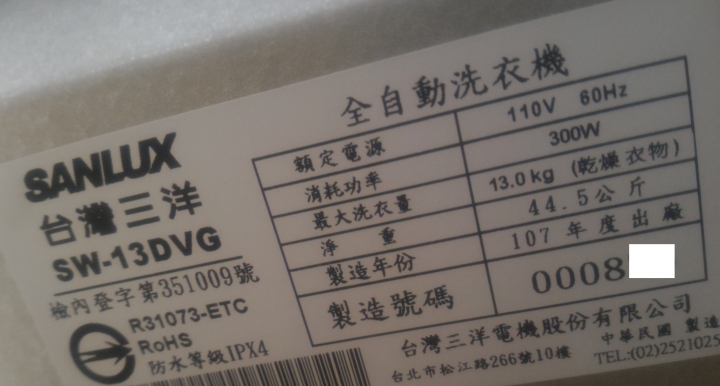 SANLUX
台灣三洋
SW-13DVG
檢內登字第351009號
R31073-ETC
RoHS
防水等級IPX4
全自動洗衣機
額定電源 110V 60Hz
消耗功率 300W
最大洗衣量 13.0kg (乾燥衣物)
淨重 44.5公斤
製造年份 107年度出廠
製造號碼 0008
台灣三洋電機股份有限公司
台北市松江路266號10樓 中華民國製造
TEL:(02)2521025